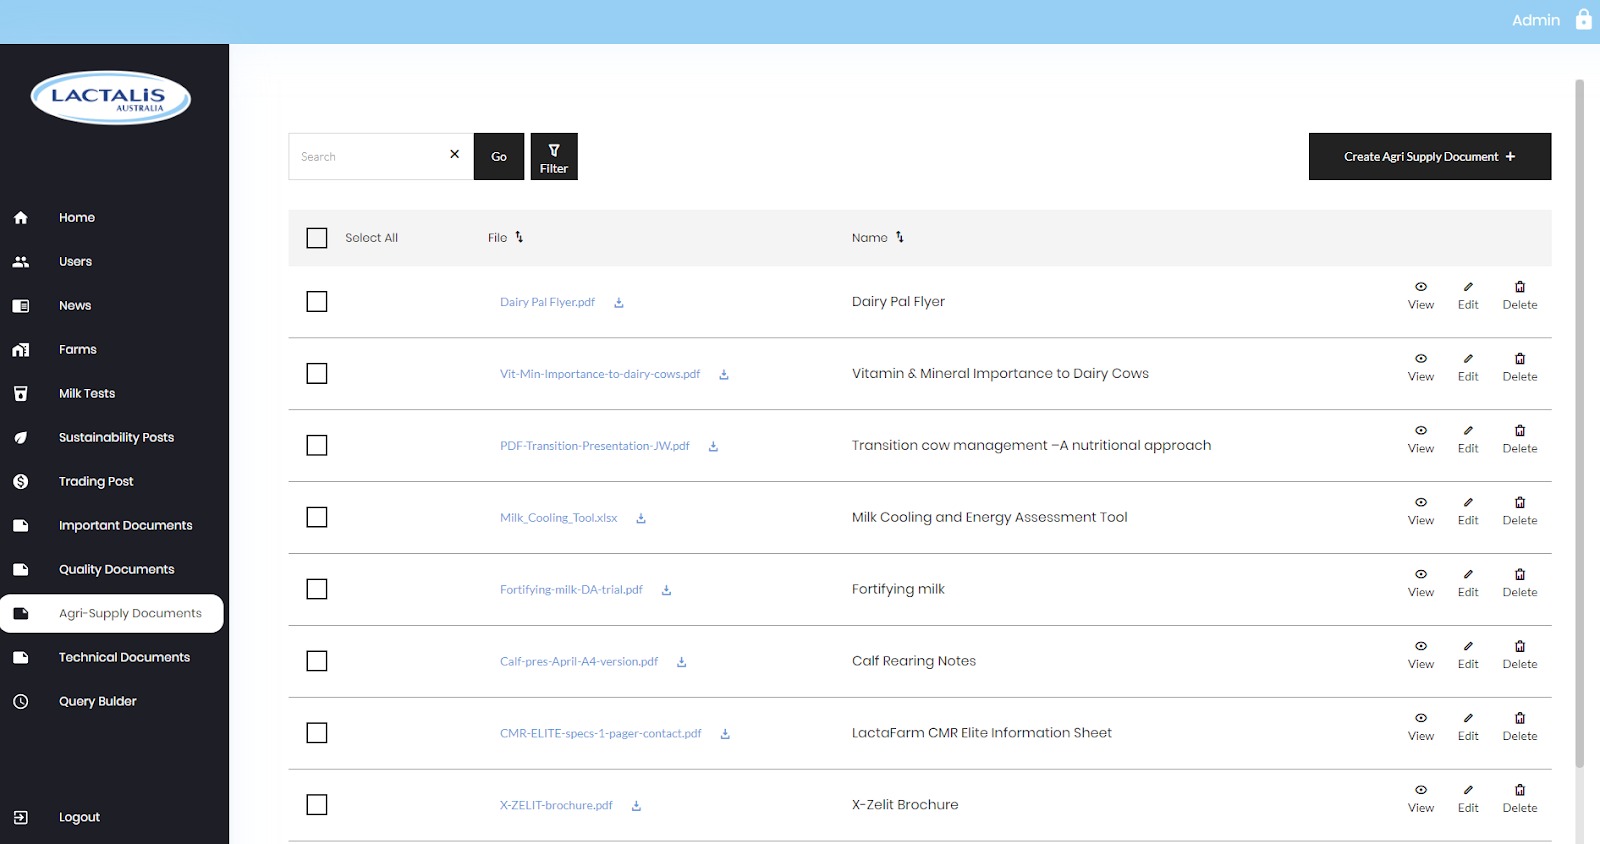 Admin
LACTALIS
AUSTRALIA
Home
Users
News
Farms
Milk Tests
Sustainability Posts
Trading Post
Important Documents
Quality Documents
Agri-Supply Documents
Technical Documents
Query Bulder
Logout
Search
Go
Filter
Create Agri Supply Document +
Select All File Name
Dairy Pal Flyer.pdf Dairy Pal Flyer View Edit Delete
Vit-Min-Importance-to-dairy-cows.pdf Vitamin & Mineral Importance to Dairy Cows View Edit Delete
PDF-Transition-Presentation-JW.pdf Transition cow management –A nutritional approach View Edit Delete
Milk_Cooling_Tool.xlsx Milk Cooling and Energy Assessment Tool View Edit Delete
Fortifying-milk-DA-trial.pdf Fortifying milk View Edit Delete
Calf-pres-April-A4-version.pdf Calf Rearing Notes View Edit Delete
CMR-ELITE-specs-1-pager-contact.pdf LactaFarm CMR Elite Information Sheet View Edit Delete
X-ZELIT-brochure.pdf X-Zelit Brochure View Edit Delete